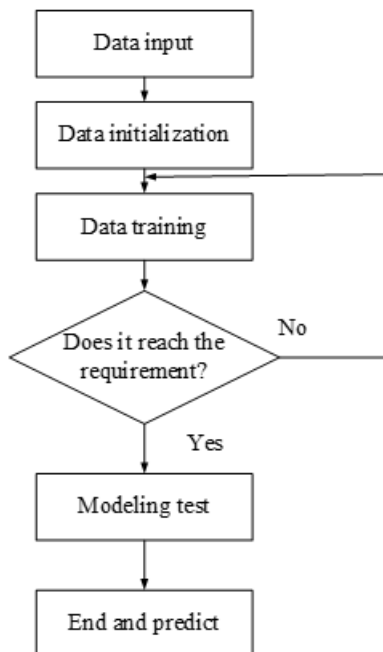 Data input
Data initialization
Data training
Does it reach the
requirement?
No
Yes
Modeling test
End and predict